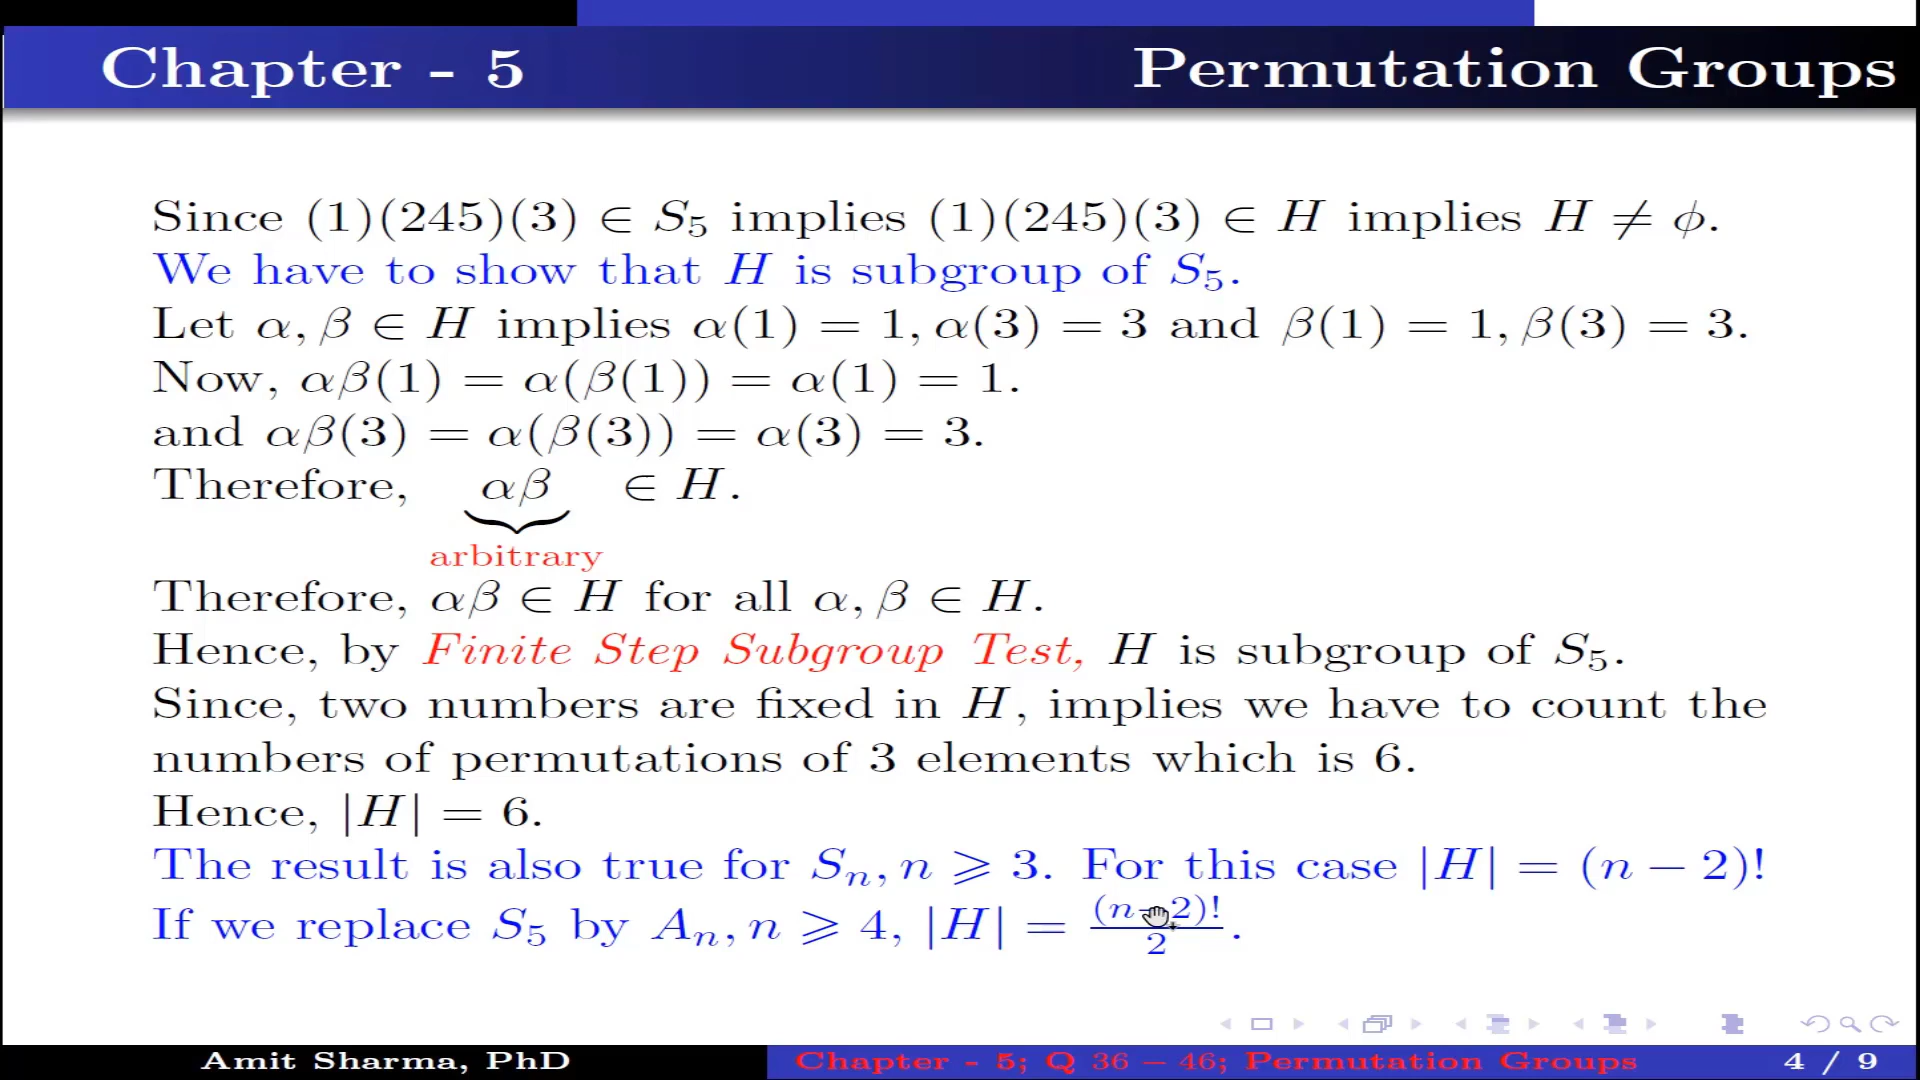 Chapter - 5 Permutation Groups
Since (1)(245)(3) ∈ S₅ implies (1)(245)(3) ∈ H implies H ≠ ϕ.
We have to show that H is subgroup of S₅.
Let α, β ∈ H implies α(1) = 1, α(3) = 3 and β(1) = 1, β(3) = 3.
Now, αβ(1) = α(β(1)) = α(1) = 1.
and αβ(3) = α(β(3)) = α(3) = 3.
Therefore, αβ ∈ H.
arbitrary
Therefore, αβ ∈ H for all α, β ∈ H.
Hence, by Finite Step Subgroup Test, H is subgroup of S₅.
Since, two numbers are fixed in H, implies we have to count the
numbers of permutations of 3 elements which is 6.
Hence, |H| = 6.
The result is also true for Sₙ, n ⩾ 3. For this case |H| = (n − 2)!
If we replace S₅ by Aₙ, n ⩾ 4, |H| = (n−2)!/2.
Amit Sharma, PhD Chapter - 5; Q 36 − 46; Permutation Groups 4 / 9